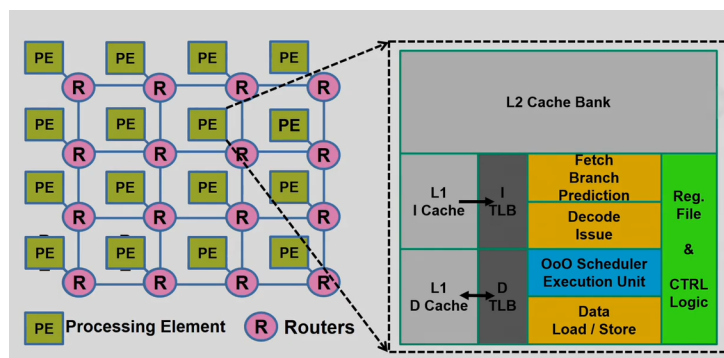 PE PE PE PE
R R R R
PE PE PE PE
R R R R
PE PE PE PE
R R R R
PE PE PE PE
R R R R
PE Processing Element R Routers
L2 Cache Bank
L1
I Cache
I
TLB
Fetch
Branch
Prediction
Decode
Issue
L1
D Cache
D
TLB
OoO Scheduler
Execution Unit
Data
Load / Store
Reg.
File
&
CTRL
Logic